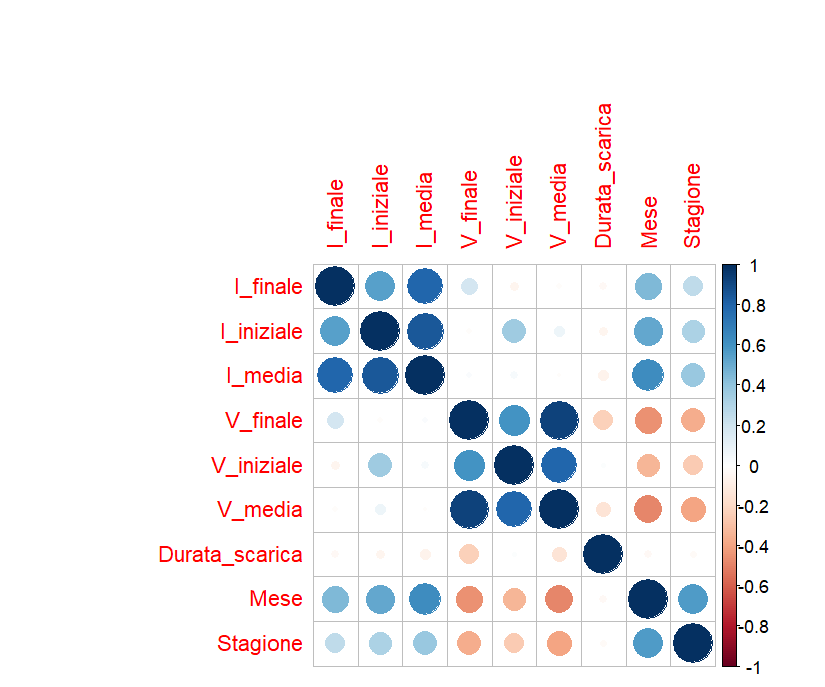 I_finale
I_iniziale
I_media
V_finale
V_iniziale
V_media
Durata_scarica
Mese
Stagione
I_finale
I_iniziale
I_media
V_finale
V_iniziale
V_media
Durata_scarica
Mese
Stagione
1
0.8
0.6
0.4
0.2
0
-0.2
-0.4
-0.6
-0.8
-1